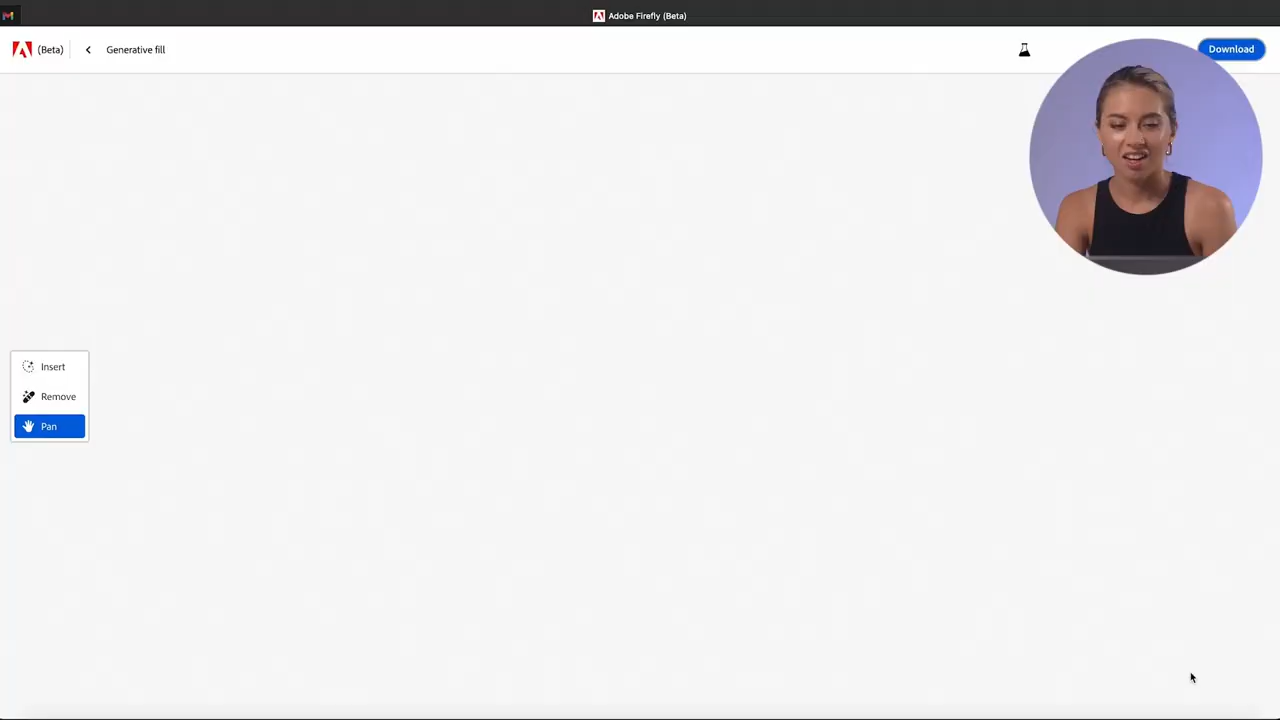 Adobe Firefly (Beta)
(Beta)
Generative fill
Download
Insert
Remove
Pan